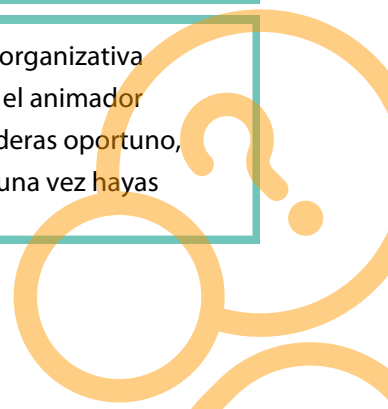 organizativa
el animador
deras oportuno,
una vez hayas
?